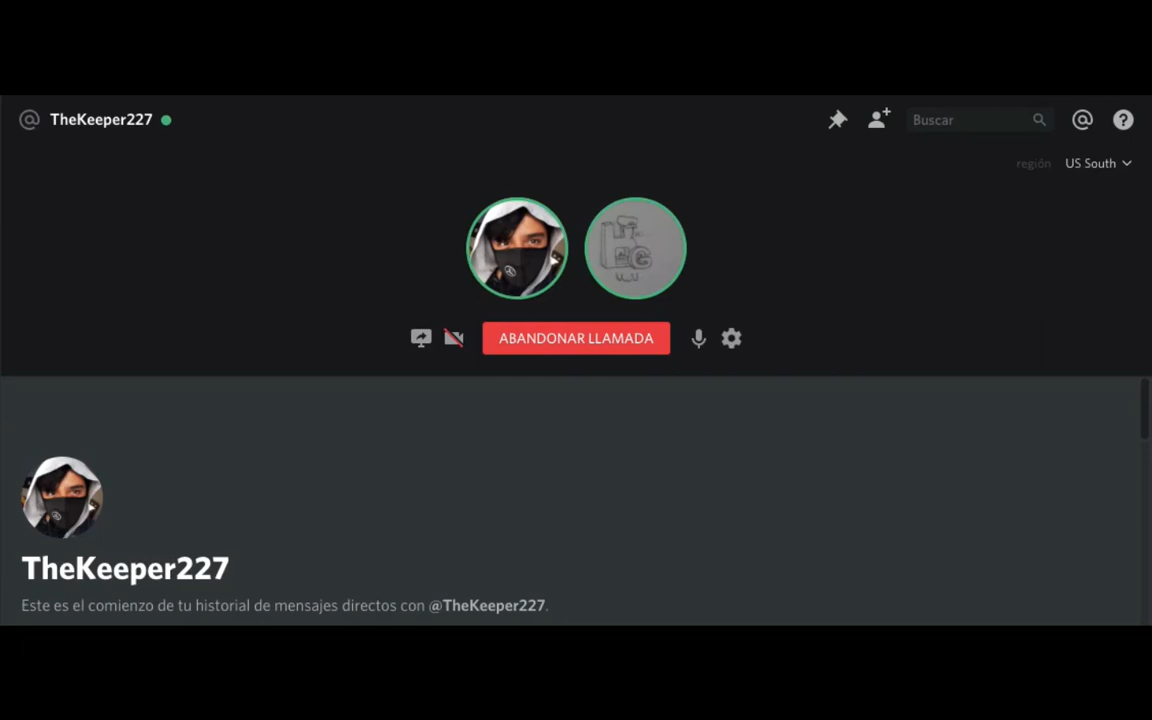 TheKeeper227
Buscar
región US South
ABANDONAR LLAMADA
TheKeeper227
Este es el comienzo de tu historial de mensajes directos con @TheKeeper227.